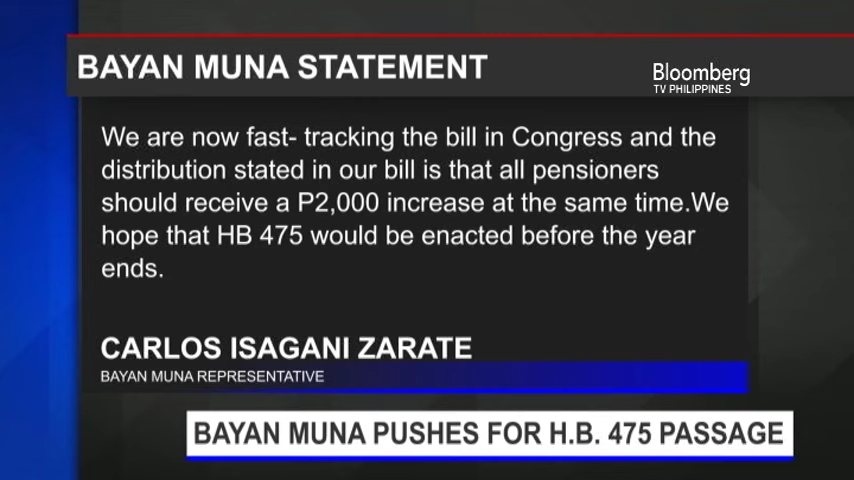 BAYAN MUNA STATEMENT
Bloomberg
TV PHILIPPINES
We are now fast- tracking the bill in Congress and the
distribution stated in our bill is that all pensioners
should receive a P2,000 increase at the same time.We
hope that HB 475 would be enacted before the year
ends.
CARLOS ISAGANI ZARATE
BAYAN MUNA REPRESENTATIVE
BAYAN MUNA PUSHES FOR H.B. 475 PASSAGE